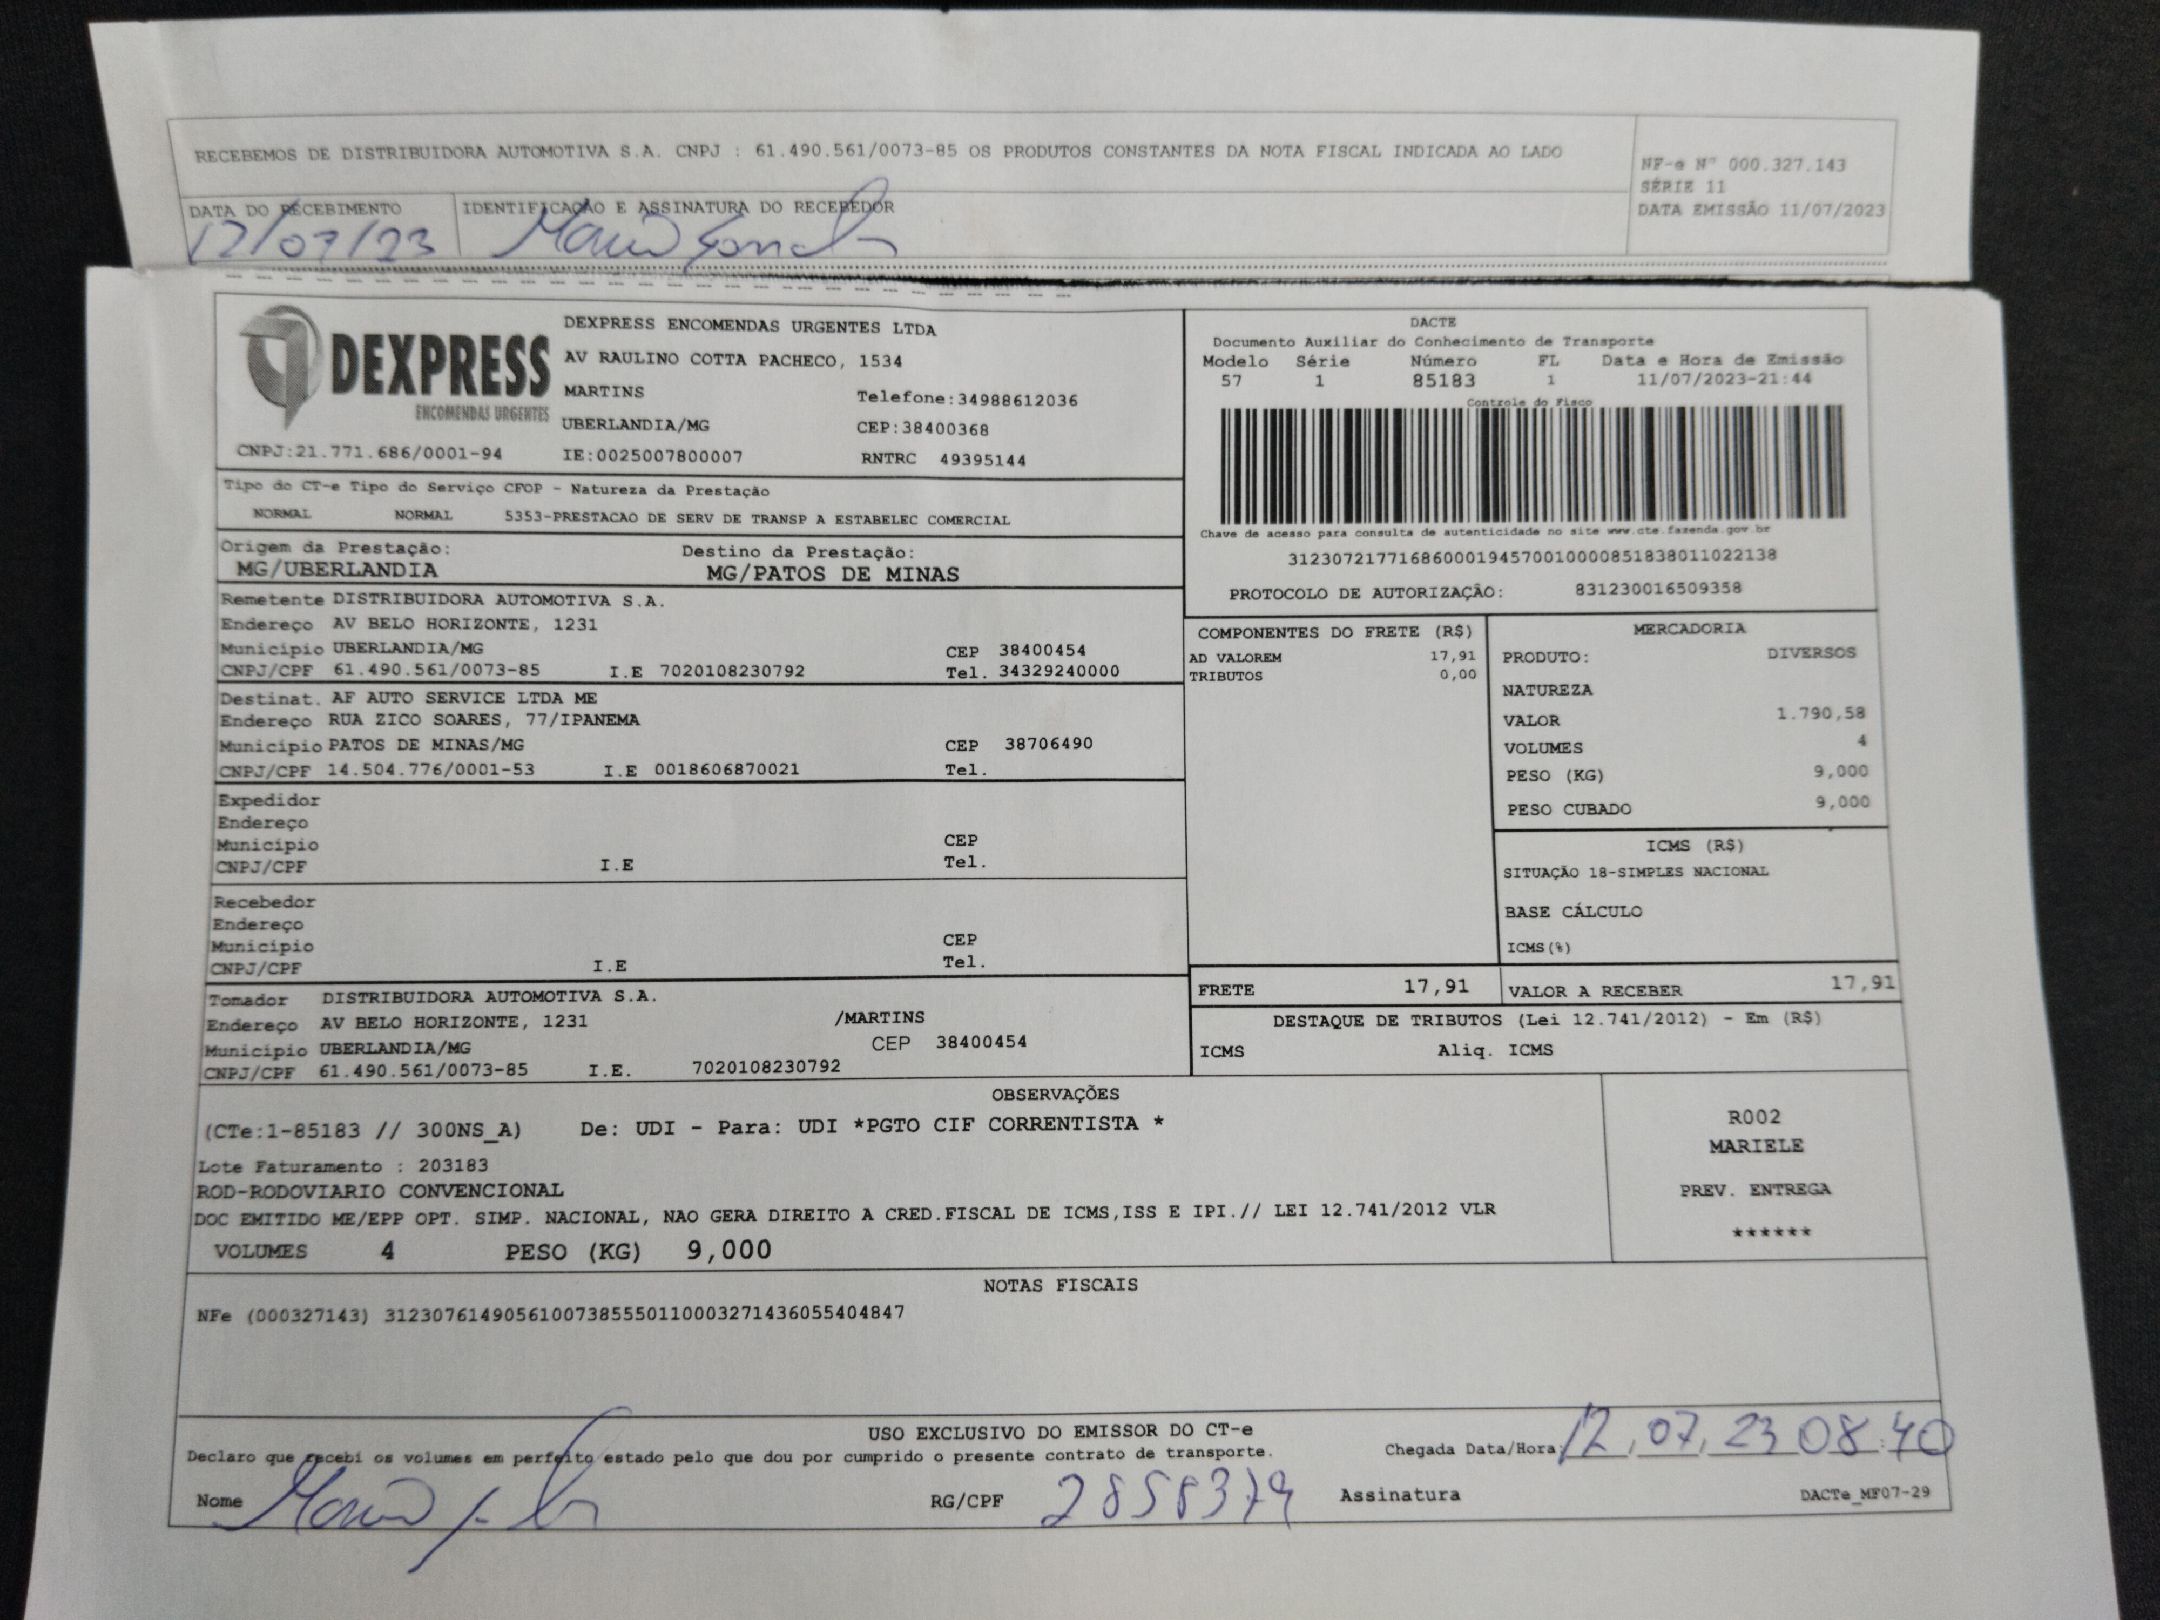 RECEBEMOS DE DISTRIBUIDORA AUTOMOTIVA S.A. CNPJ : 61.490.561/0073-85 OS PRODUTOS CONSTANTES DA NOTA FISCAL INDICADA AO LADO
NF-e Nº 000.327.143
SÉRIE 11
DATA EMISSÃO 11/07/2023
DATA DO RECEBIMENTO IDENTIFICAÇÃO E ASSINATURA DO RECEBEDOR
12/07/23
DEXPRESS
ENCOMENDAS URGENTES
CNPJ:21.771.686/0001-94
DEXPRESS ENCOMENDAS URGENTES LTDA
AV RAULINO COTTA PACHECO, 1534
MARTINS Telefone:34988612036
UBERLANDIA/MG CEP:38400368
IE:0025007800007 RNTRC 49395144
DACTE
Documento Auxiliar do Conhecimento de Transporte
Modelo Série Número FL Data e Hora de Emissão
57 1 85183 1 11/07/2023-21:44
Controle do Fisco
Chave de acesso para consulta de autenticidade no site www.cte.fazenda.gov.br
31230721771686000194570010000851838011022138
PROTOCOLO DE AUTORIZAÇÃO: 831230016509358
Tipo do CT-e Tipo do Serviço CFOP - Natureza da Prestação
NORMAL NORMAL 5353-PRESTACAO DE SERV DE TRANSP A ESTABELEC COMERCIAL
Origem da Prestação: Destino da Prestação:
MG/UBERLANDIA MG/PATOS DE MINAS
Remetente DISTRIBUIDORA AUTOMOTIVA S.A.
Endereço AV BELO HORIZONTE, 1231
Município UBERLANDIA/MG CEP 38400454
CNPJ/CPF 61.490.561/0073-85 I.E 7020108230792 Tel. 34329240000
Destinat. AF AUTO SERVICE LTDA ME
Endereço RUA ZICO SOARES, 77/IPANEMA
Município PATOS DE MINAS/MG CEP 38706490
CNPJ/CPF 14.504.776/0001-53 I.E 0018606870021 Tel.
Expedidor
Endereço
Município CEP
CNPJ/CPF I.E Tel.
Recebedor
Endereço
Município CEP
CNPJ/CPF I.E Tel.
Tomador DISTRIBUIDORA AUTOMOTIVA S.A.
Endereço AV BELO HORIZONTE, 1231 /MARTINS
Município UBERLANDIA/MG CEP 38400454
CNPJ/CPF 61.490.561/0073-85 I.E. 7020108230792
COMPONENTES DO FRETE (R$)
AD VALOREM 17,91
TRIBUTOS 0,00
MERCADORIA
PRODUTO: DIVERSOS
NATUREZA
VALOR 1.790,58
VOLUMES 4
PESO (KG) 9,000
PESO CUBADO 9,000
ICMS (R$)
SITUAÇÃO 18-SIMPLES NACIONAL
BASE CÁLCULO
ICMS(%)
FRETE 17,91 VALOR A RECEBER 17,91
DESTAQUE DE TRIBUTOS (Lei 12.741/2012) - Em (R$)
ICMS Aliq. ICMS
OBSERVAÇÕES
(CTe:1-85183 // 300NS_A) De: UDI - Para: UDI *PGTO CIF CORRENTISTA *
Lote Faturamento : 203183
ROD-RODOVIARIO CONVENCIONAL
DOC EMITIDO ME/EPP OPT. SIMP. NACIONAL, NAO GERA DIREITO A CRED.FISCAL DE ICMS,ISS E IPI.// LEI 12.741/2012 VLR
VOLUMES 4 PESO (KG) 9,000
R002
MARIELE
PREV. ENTREGA
******
NOTAS FISCAIS
NFe (000327143) 31230761490561007385550110003271436055404847
USO EXCLUSIVO DO EMISSOR DO CT-e
Declaro que recebi os volumes em perfeito estado pelo que dou por cumprido o presente contrato de transporte. Chegada Data/Hora: 12,07,23 08:40
Nome RG/CPF 2858379 Assinatura DACTe_MF07-29